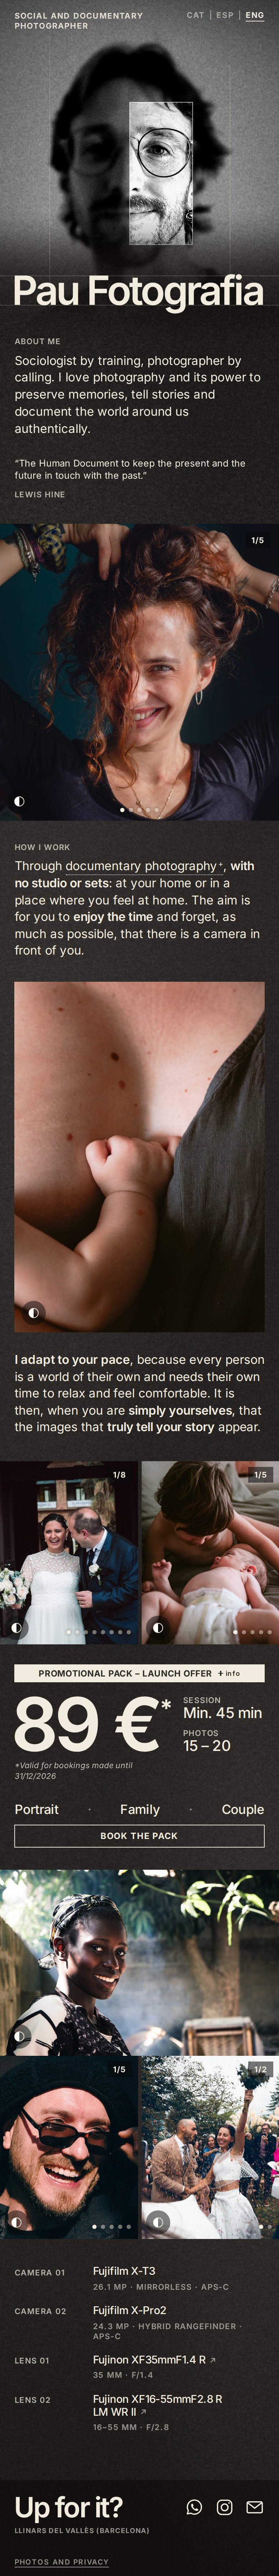 SOCIAL AND DOCUMENTARY
PHOTOGRAPHER
CAT | ESP | ENG
Pau Fotografia
ABOUT ME
Sociologist by training, photographer by
calling. I love photography and its power to
preserve memories, tell stories and
document the world around us
authentically.
“The Human Document to keep the present and the
future in touch with the past.”
LEWIS HINE
1/5
HOW I WORK
Through documentary photography+, with
no studio or sets: at your home or in a
place where you feel at home. The aim is
for you to enjoy the time and forget, as
much as possible, that there is a camera in
front of you.
I adapt to your pace, because every person
is a world of their own and needs their own
time to relax and feel comfortable. It is
then, when you are simply yourselves, that
the images that truly tell your story appear.
1/8
1/5
PROMOTIONAL PACK – LAUNCH OFFER + info
89 €*
*Valid for bookings made until
31/12/2026
SESSION
Min. 45 min
PHOTOS
15 – 20
Portrait · Family · Couple
BOOK THE PACK
1/5
1/2
CAMERA 01
Fujifilm X-T3
26.1 MP · MIRRORLESS · APS-C
CAMERA 02
Fujifilm X-Pro2
24.3 MP · HYBRID RANGEFINDER ·
APS-C
LENS 01
Fujinon XF35mmF1.4 R ↗
35 MM · F/1.4
LENS 02
Fujinon XF16-55mmF2.8 R
LM WR II ↗
16–55 MM · F/2.8
Up for it?
LLINARS DEL VALLÈS (BARCELONA)
PHOTOS AND PRIVACY